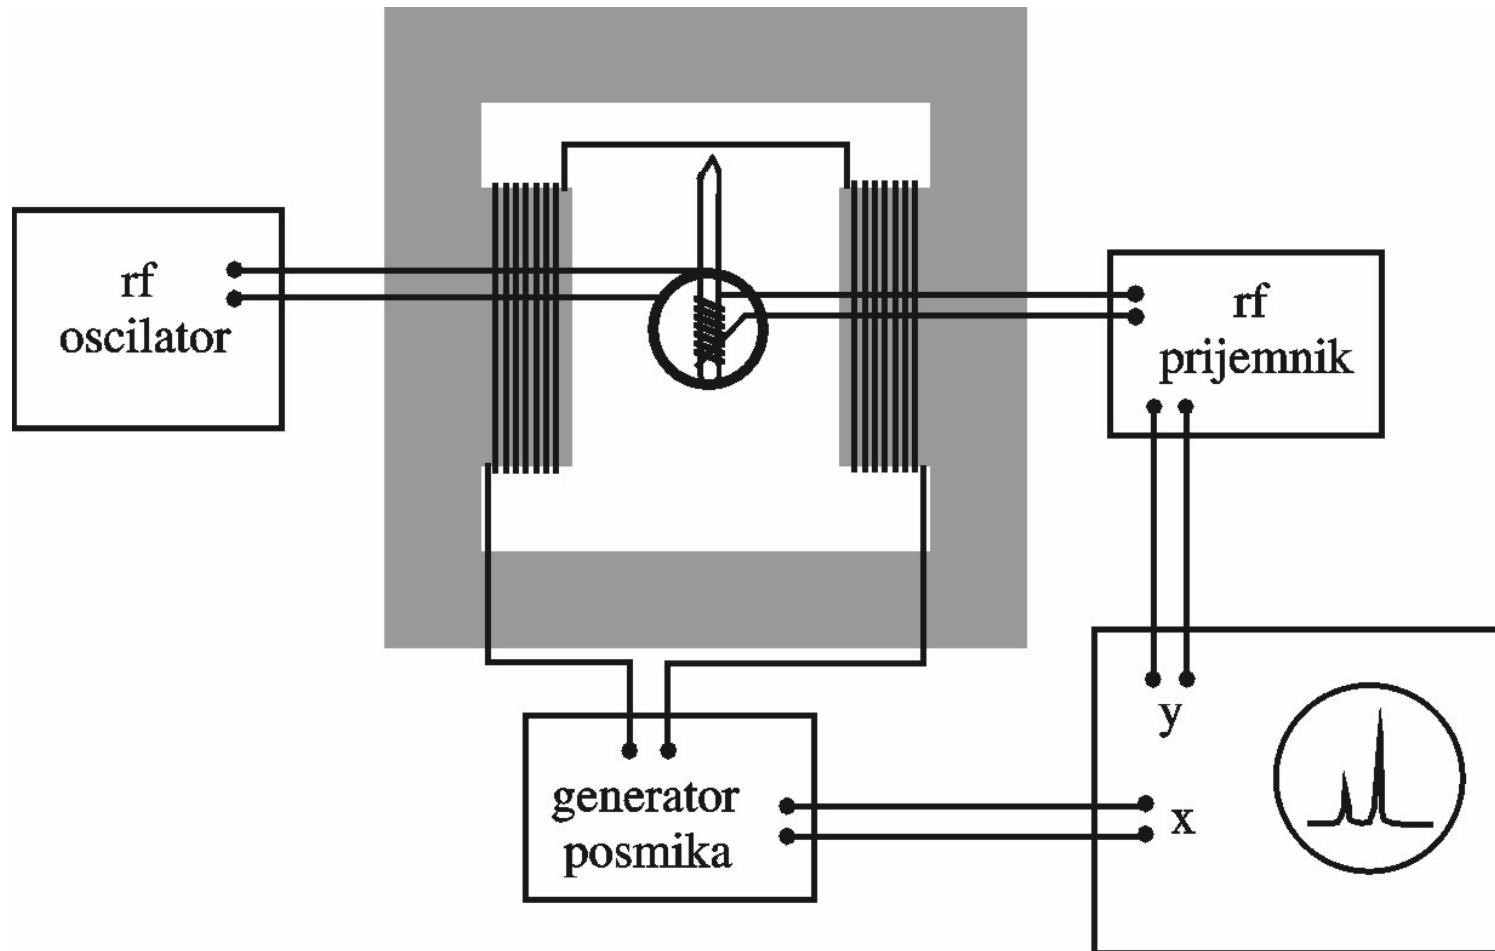 rf
oscilator
rf
prijemnik
y
generator
posmika
x